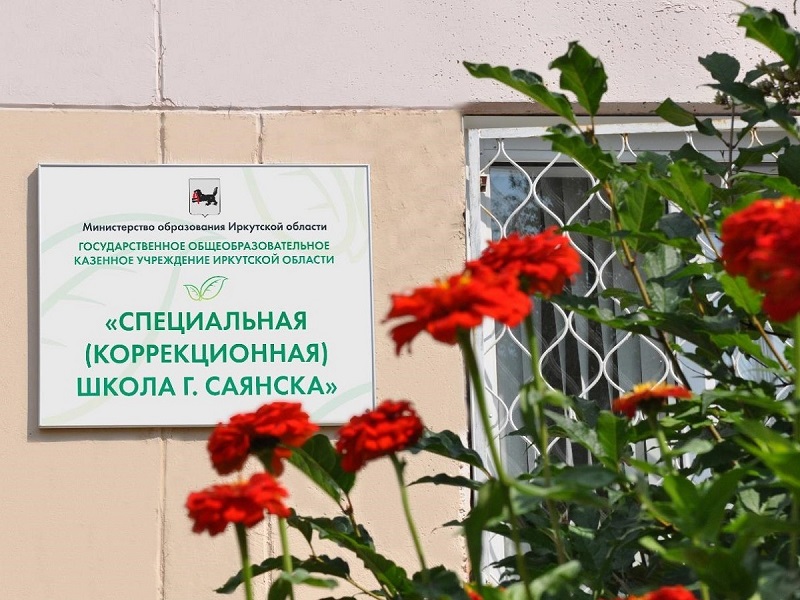 Министерство образования Иркутской области
ГОСУДАРСТВЕННОЕ ОБЩЕОБРАЗОВАТЕЛЬНОЕ
КАЗЕННОЕ УЧРЕЖДЕНИЕ ИРКУТСКОЙ ОБЛАСТИ
«СПЕЦИАЛЬНАЯ
(КОРРЕКЦИОННАЯ)
ШКОЛА Г. САЯНСКА»